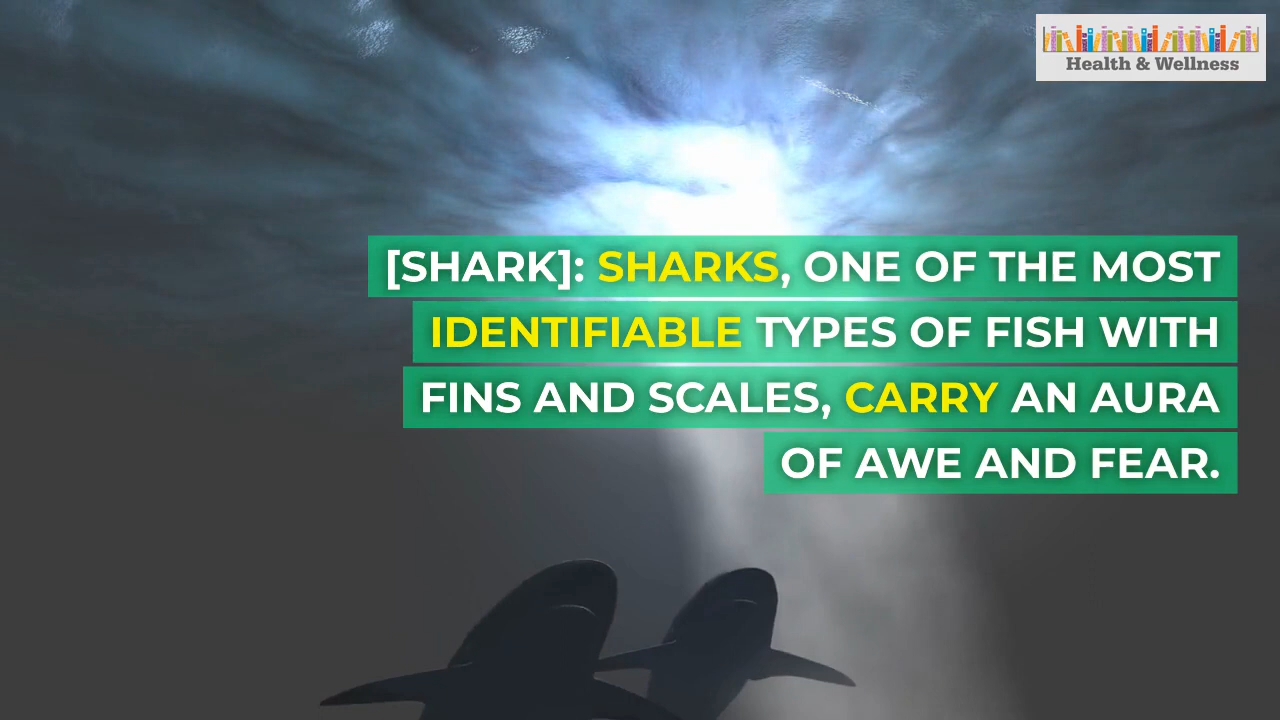 Health & Wellness
[SHARK]: SHARKS, ONE OF THE MOST
IDENTIFIABLE TYPES OF FISH WITH
FINS AND SCALES, CARRY AN AURA
OF AWE AND FEAR.